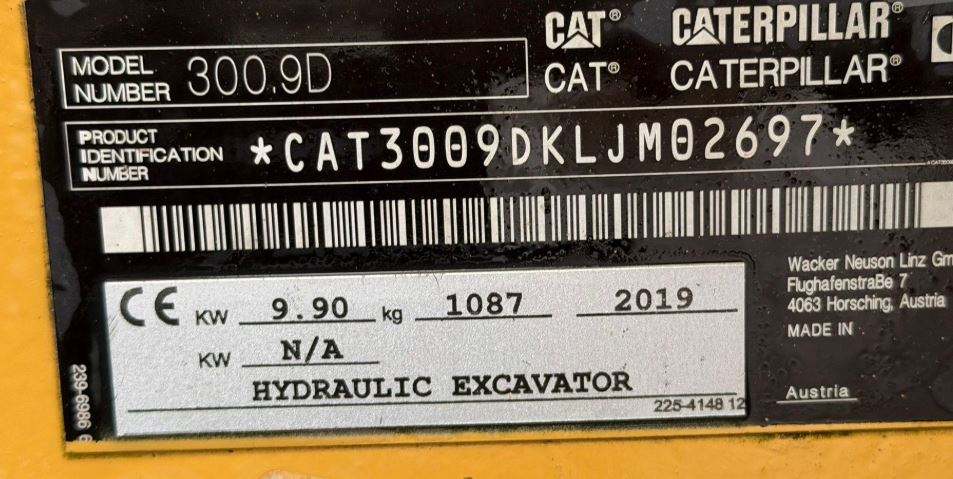 CAT® CATERPILLAR®
CAT® CATERPILLAR®
MODEL NUMBER 300.9D
PRODUCT IDENTIFICATION NUMBER *CAT3009DKLJM02697*
Wacker Neuson Linz Gm
Flughafenstraße 7
4063 Horsching, Austria
MADE IN
Austria
CE KW 9.90 kg 1087 2019
KW N/A
HYDRAULIC EXCAVATOR
225-4148 12
239-6986 6